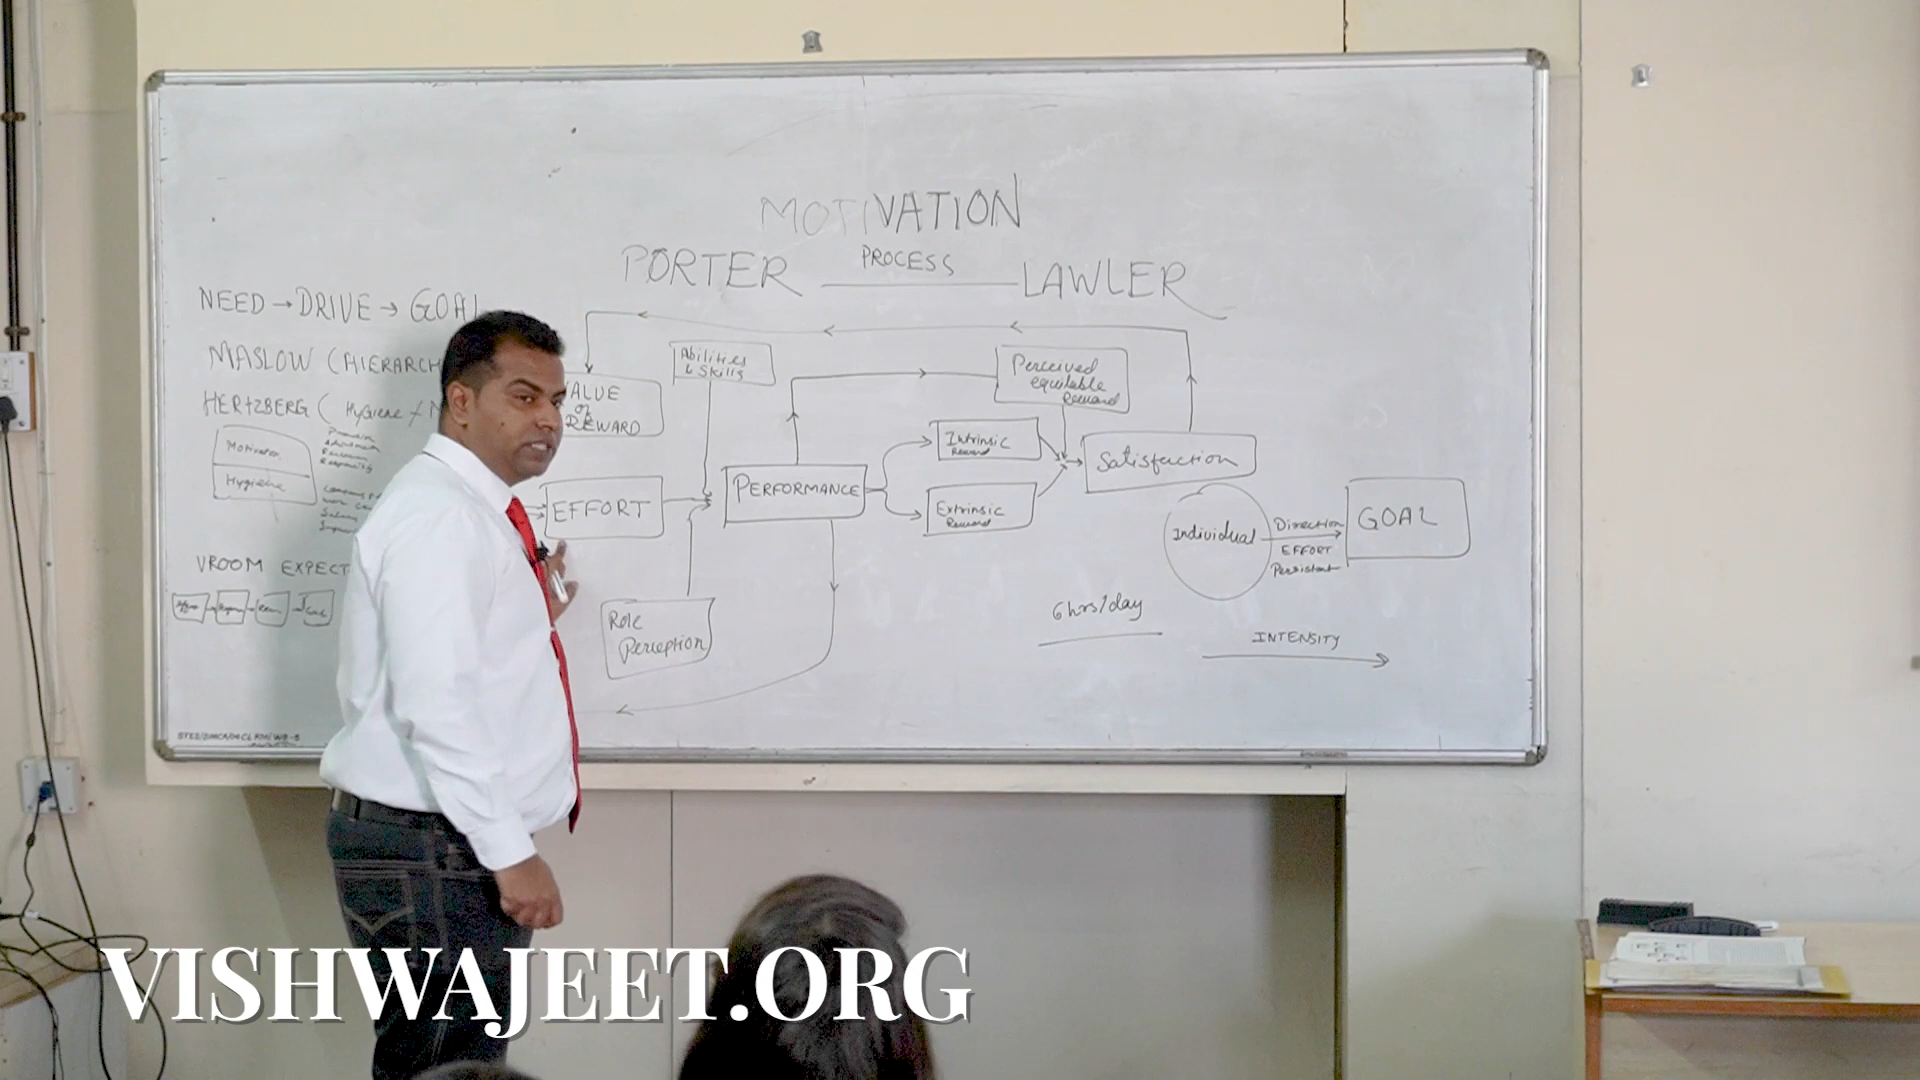 MOTIVATION
PORTER PROCESS LAWLER
NEED → DRIVE → GOAL
MASLOW (HIERARCH
HERTZBERG ( Hygiene +
Motivator
Hygiene
VROOM EXPECT
ALUE
of
REWARD
Abilities
& Skills
EFFORT
Role
Perception
PERFORMANCE
Intrinsic
Reward
Extrinsic
Reward
Perceived
equitable
Reward
Satisfaction
Individual
Direction
EFFORT
Persistent
GOAL
6 hrs/day
INTENSITY
VISHWAJEET.ORG